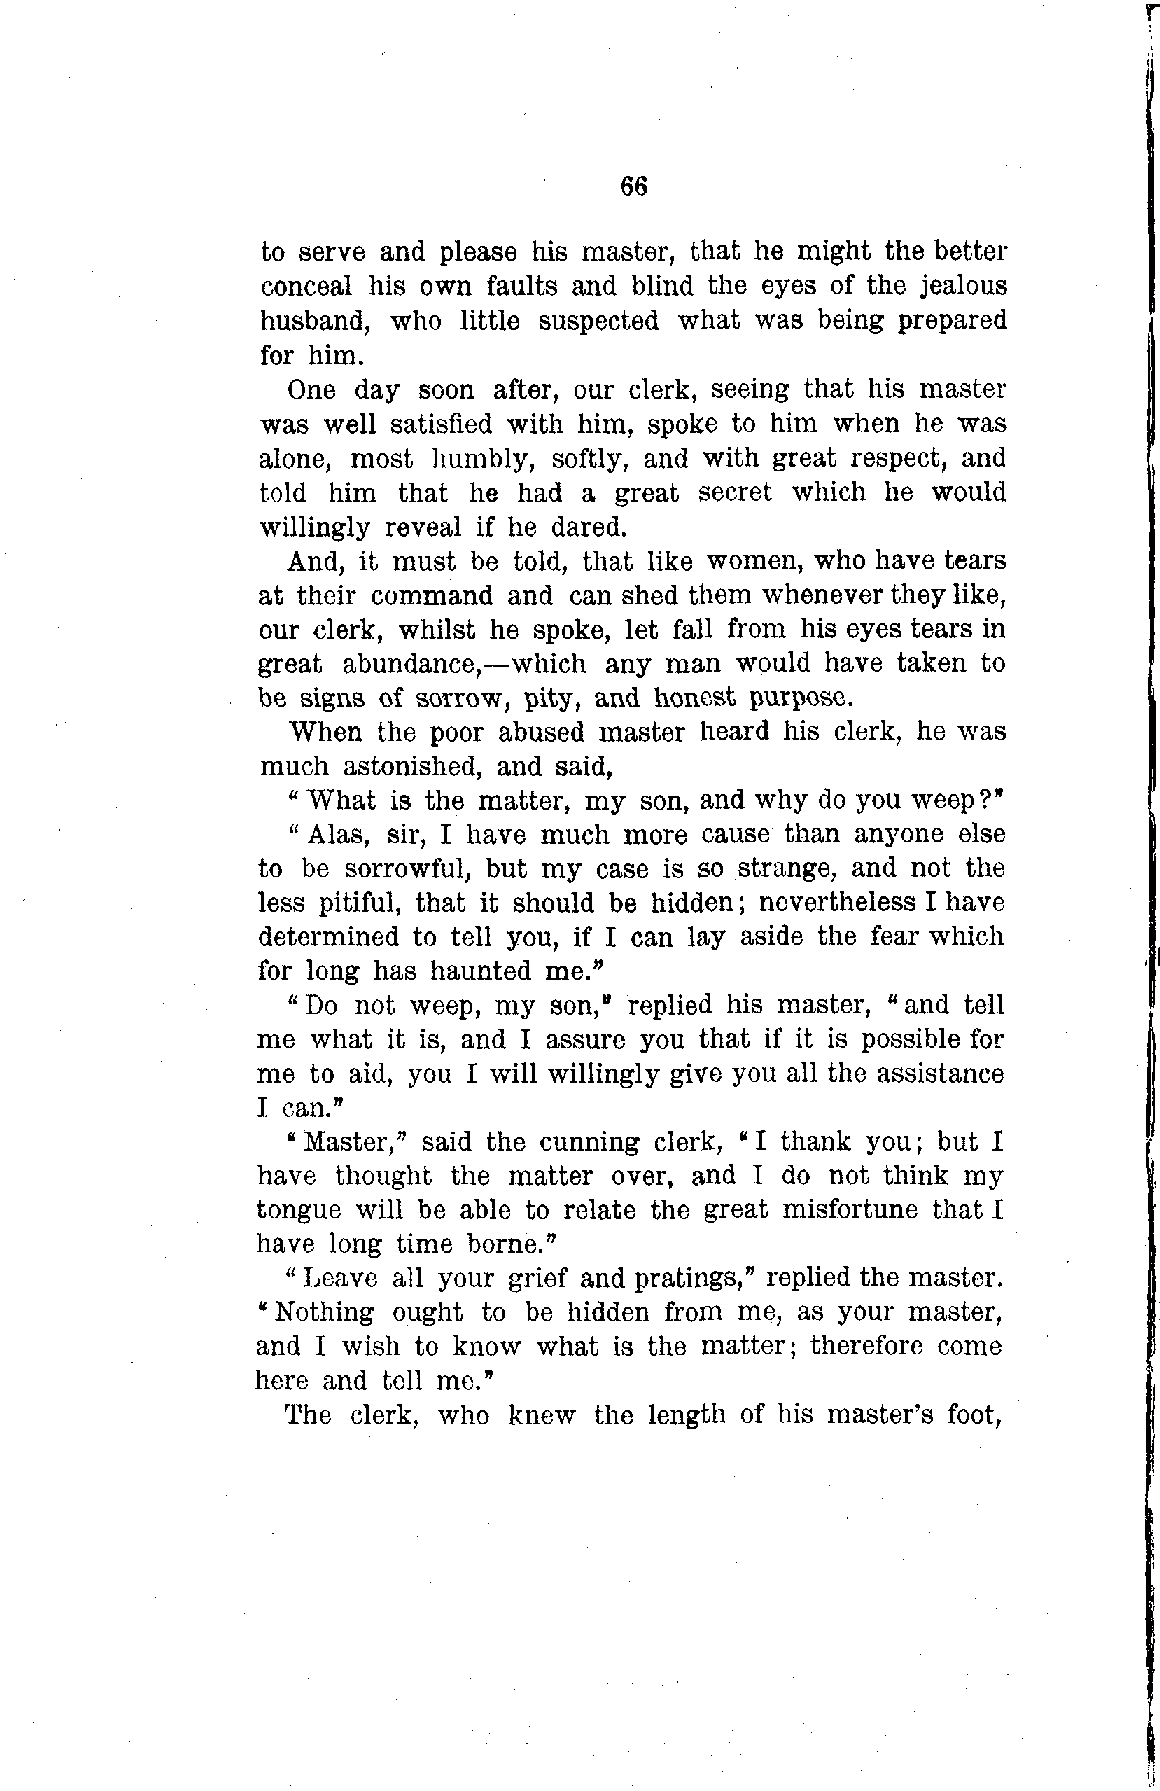 66
to serve and please his master, that he might the better
conceal his own faults and blind the eyes of the jealous
husband, who little suspected what was being prepared
for him.
One day soon after, our clerk, seeing that his master
was well satisfied with him, spoke to him when he was
alone, most humbly, softly, and with great respect, and
told him that he had a great secret which he would
willingly reveal if he dared.
And, it must be told, that like women, who have tears
at their command and can shed them whenever they like,
our clerk, whilst he spoke, let fall from his eyes tears in
great abundance,—which any man would have taken to
be signs of sorrow, pity, and honest purpose.
When the poor abused master heard his clerk, he was
much astonished, and said,
“What is the matter, my son, and why do you weep?”
“Alas, sir, I have much more cause than anyone else
to be sorrowful, but my case is so strange, and not the
less pitiful, that it should be hidden; nevertheless I have
determined to tell you, if I can lay aside the fear which
for long has haunted me.”
“Do not weep, my son,” replied his master, “and tell
me what it is, and I assure you that if it is possible for
me to aid, you I will willingly give you all the assistance
I can.”
“Master,” said the cunning clerk, “I thank you; but I
have thought the matter over, and I do not think my
tongue will be able to relate the great misfortune that I
have long time borne.”
“Leave all your grief and pratings,” replied the master.
“Nothing ought to be hidden from me, as your master,
and I wish to know what is the matter; therefore come
here and tell me.”
The clerk, who knew the length of his master's foot,